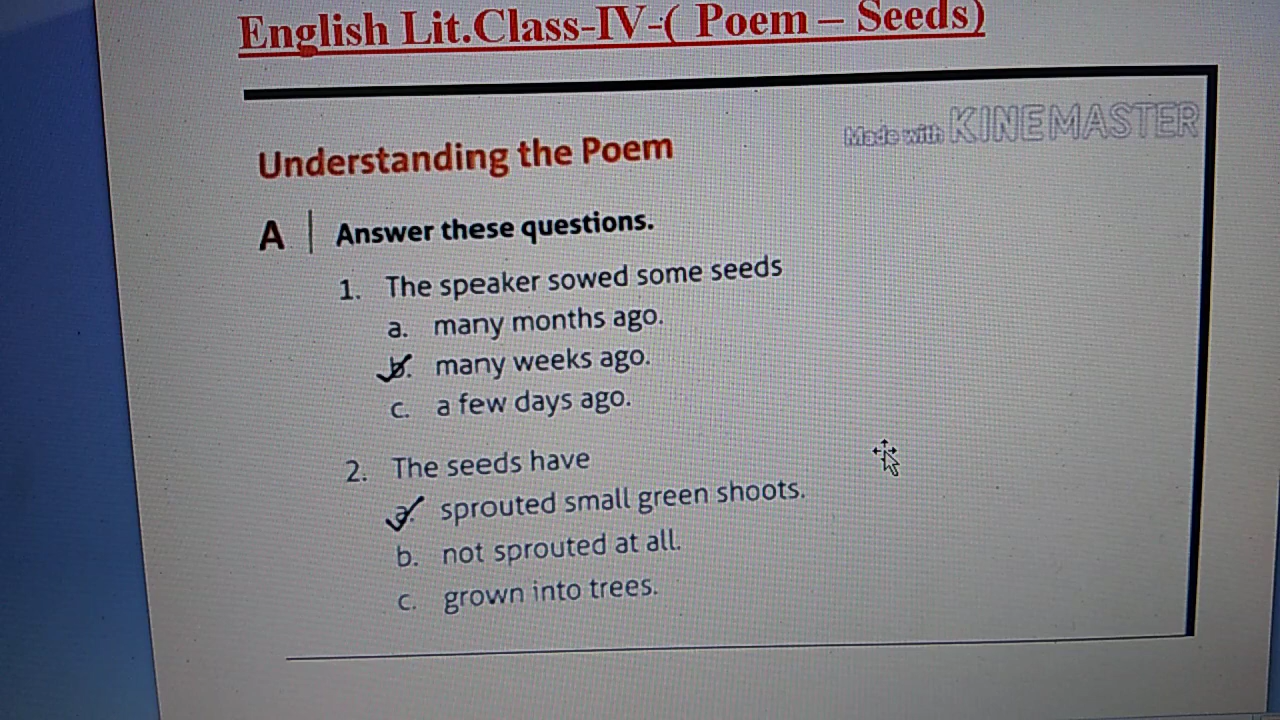 English Lit.Class-IV-( Poem – Seeds)
Made with KINEMASTER
Understanding the Poem
A | Answer these questions.
1. The speaker sowed some seeds
a. many months ago.
b. many weeks ago.
c. a few days ago.
2. The seeds have
a. sprouted small green shoots.
b. not sprouted at all.
c. grown into trees.